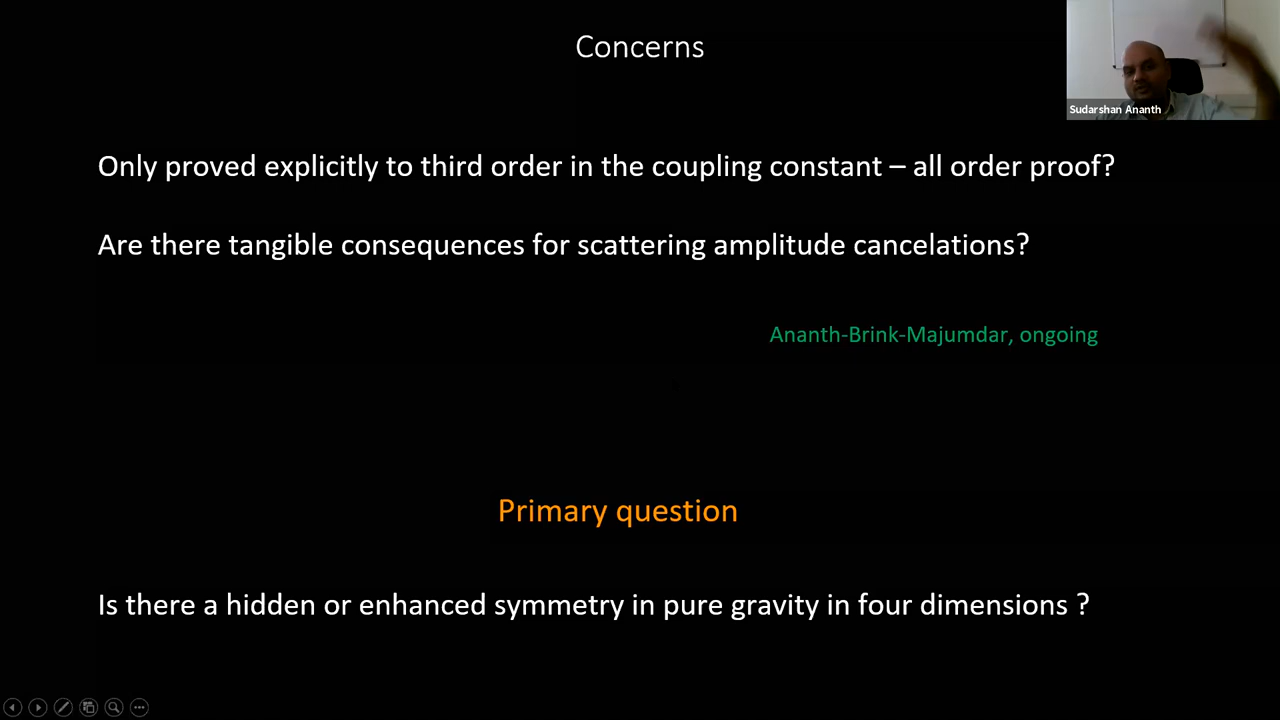 Concerns
Sudarshan Ananth
Only proved explicitly to third order in the coupling constant – all order proof?
Are there tangible consequences for scattering amplitude cancelations?
Ananth-Brink-Majumdar, ongoing
Primary question
Is there a hidden or enhanced symmetry in pure gravity in four dimensions ?